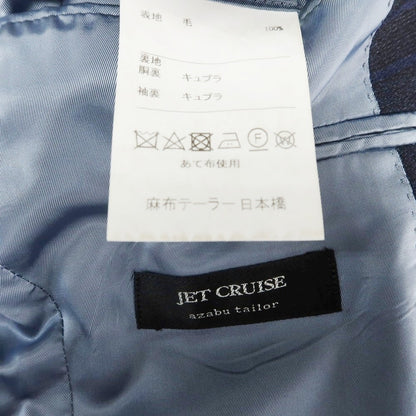 表地 毛 100%
裏地
胴裏 キュプラ
袖裏 キュプラ
あて布使用
麻布テーラー日本橋
JET CRUISE
azabu tailor